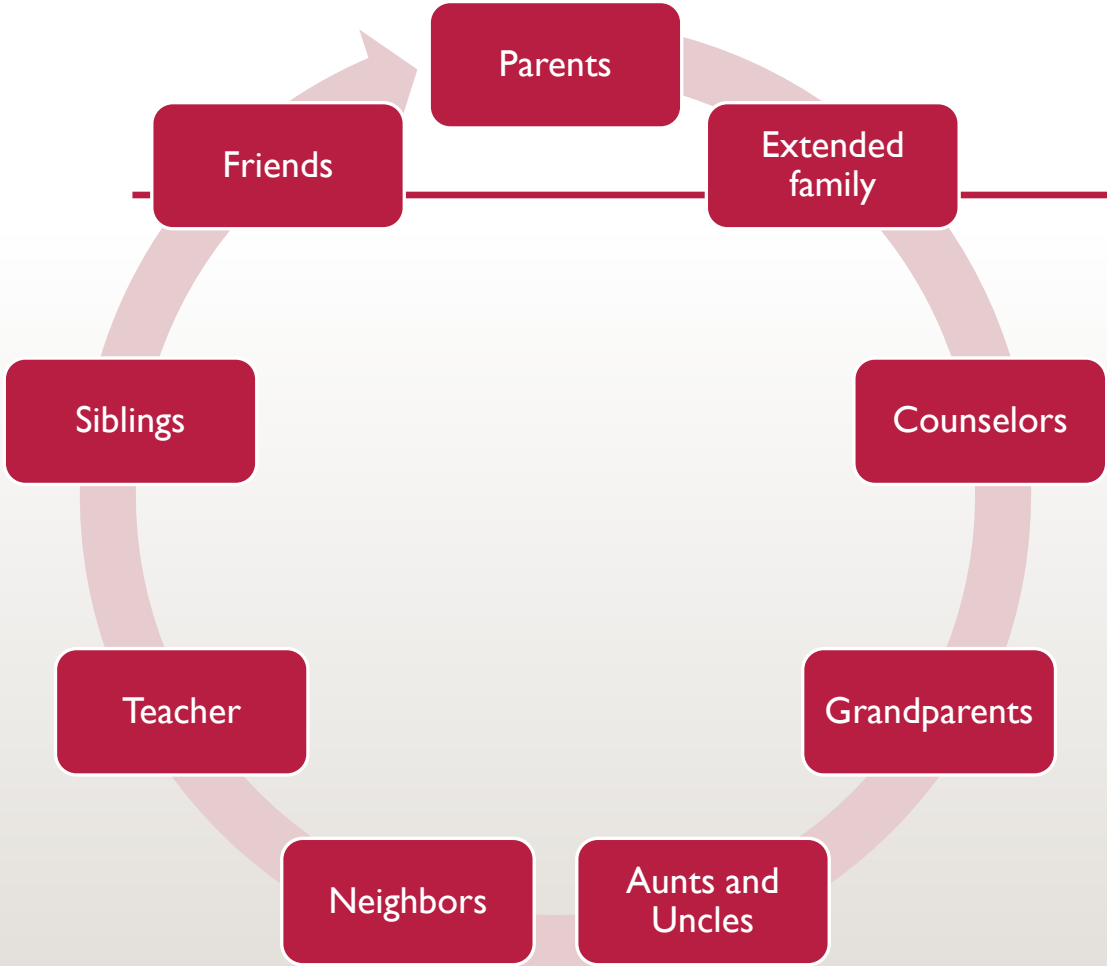 Parents
Extended
family
Counselors
Grandparents
Aunts and
Uncles
Neighbors
Teacher
Siblings
Friends